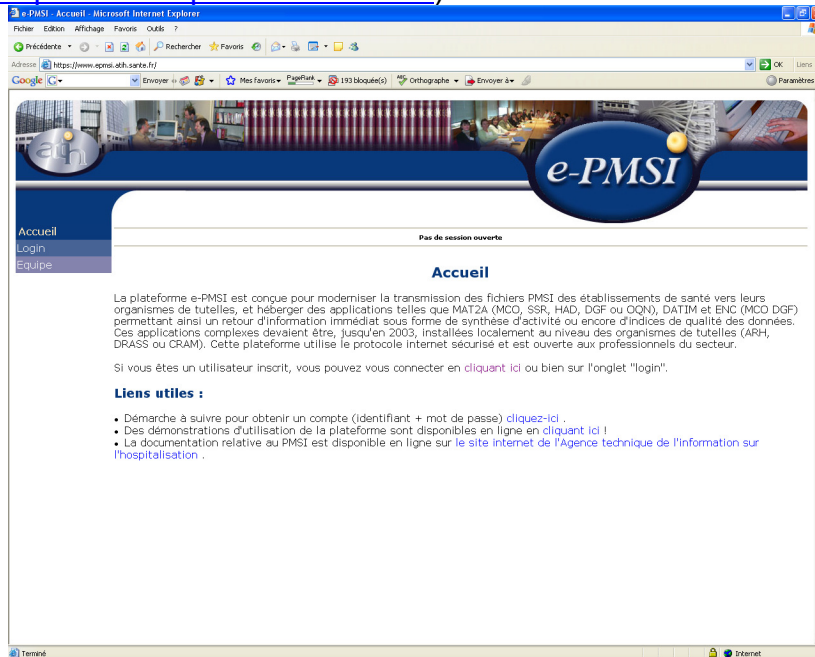 e-PMSI - Accueil - Microsoft Internet Explorer
Fichier Edition Affichage Favoris Outils ?
Précédente Rechercher Favoris
Adresse https://www.epmsi.atih.sante.fr/ OK Liens
Google G Envoyer Mes favoris PageRank 193 bloquée(s) Orthographe Envoyer à Paramètres
atih
e-PMSI
Accueil
Login
Equipe
Pas de session ouverte
Accueil
La plateforme e-PMSI est conçue pour moderniser la transmission des fichiers PMSI des établissements de santé vers leurs
organismes de tutelles, et héberger des applications telles que MAT2A (MCO, SSR, HAD, DGF ou OQN), DATIM et ENC (MCO DGF)
permettant ainsi un retour d'information immédiat sous forme de synthèse d'activité ou encore d'indices de qualité des données.
Ces applications complexes devaient être, jusqu'en 2003, installées localement au niveau des organismes de tutelles (ARH,
DRASS ou CRAM). Cette plateforme utilise le protocole internet sécurisé et est ouverte aux professionnels du secteur.
Si vous êtes un utilisateur inscrit, vous pouvez vous connecter en cliquant ici ou bien sur l'onglet "login".
Liens utiles :
• Démarche à suivre pour obtenir un compte (identifiant + mot de passe) cliquez-ici .
• Des démonstrations d'utilisation de la plateforme sont disponibles en ligne en cliquant ici !
• La documentation relative au PMSI est disponible en ligne sur le site internet de l'Agence technique de l'information sur
l'hospitalisation .
Terminé Internet